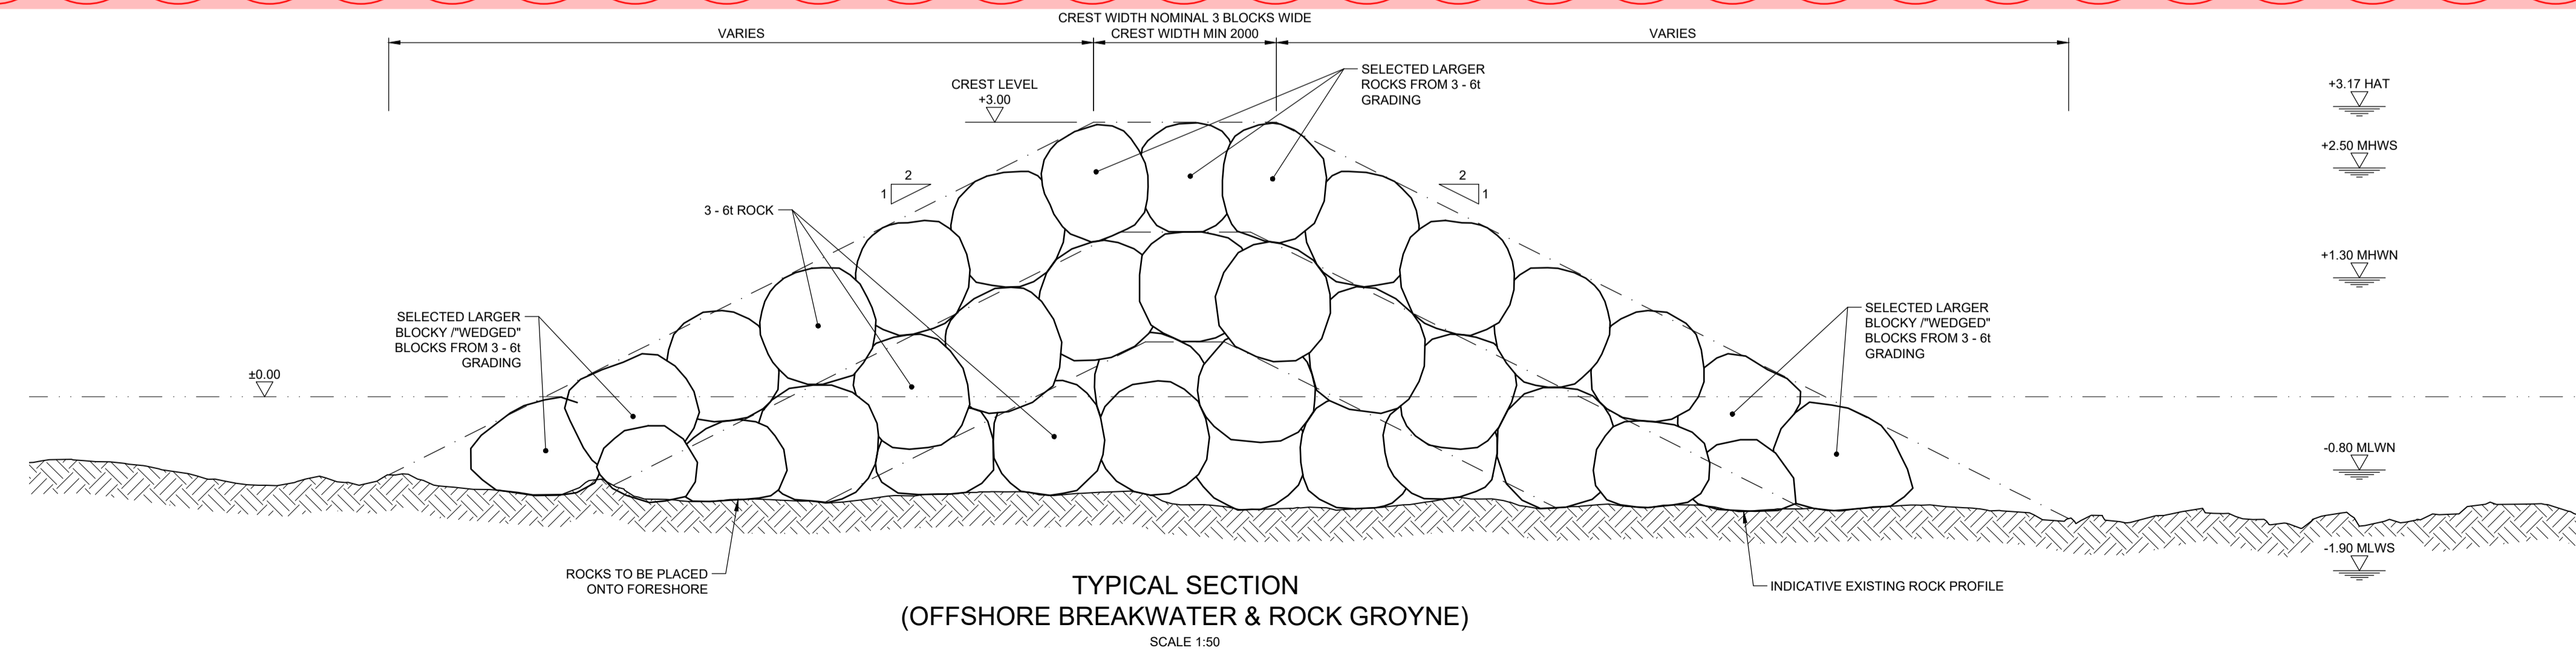 CREST WIDTH NOMINAL 3 BLOCKS WIDE
VARIES
CREST WIDTH MIN 2000
VARIES
SELECTED LARGER
ROCKS FROM 3 - 6t
GRADING
CREST LEVEL
+3.00
+3.17 HAT
+2.50 MHWS
2
1
2
1
3 - 6t ROCK
+1.30 MHWN
SELECTED LARGER
BLOCKY /"WEDGED"
BLOCKS FROM 3 - 6t
GRADING
SELECTED LARGER
BLOCKY /"WEDGED"
BLOCKS FROM 3 - 6t
GRADING
±0.00
-0.80 MLWN
-1.90 MLWS
ROCKS TO BE PLACED
ONTO FORESHORE
INDICATIVE EXISTING ROCK PROFILE
TYPICAL SECTION
(OFFSHORE BREAKWATER & ROCK GROYNE)
SCALE 1:50